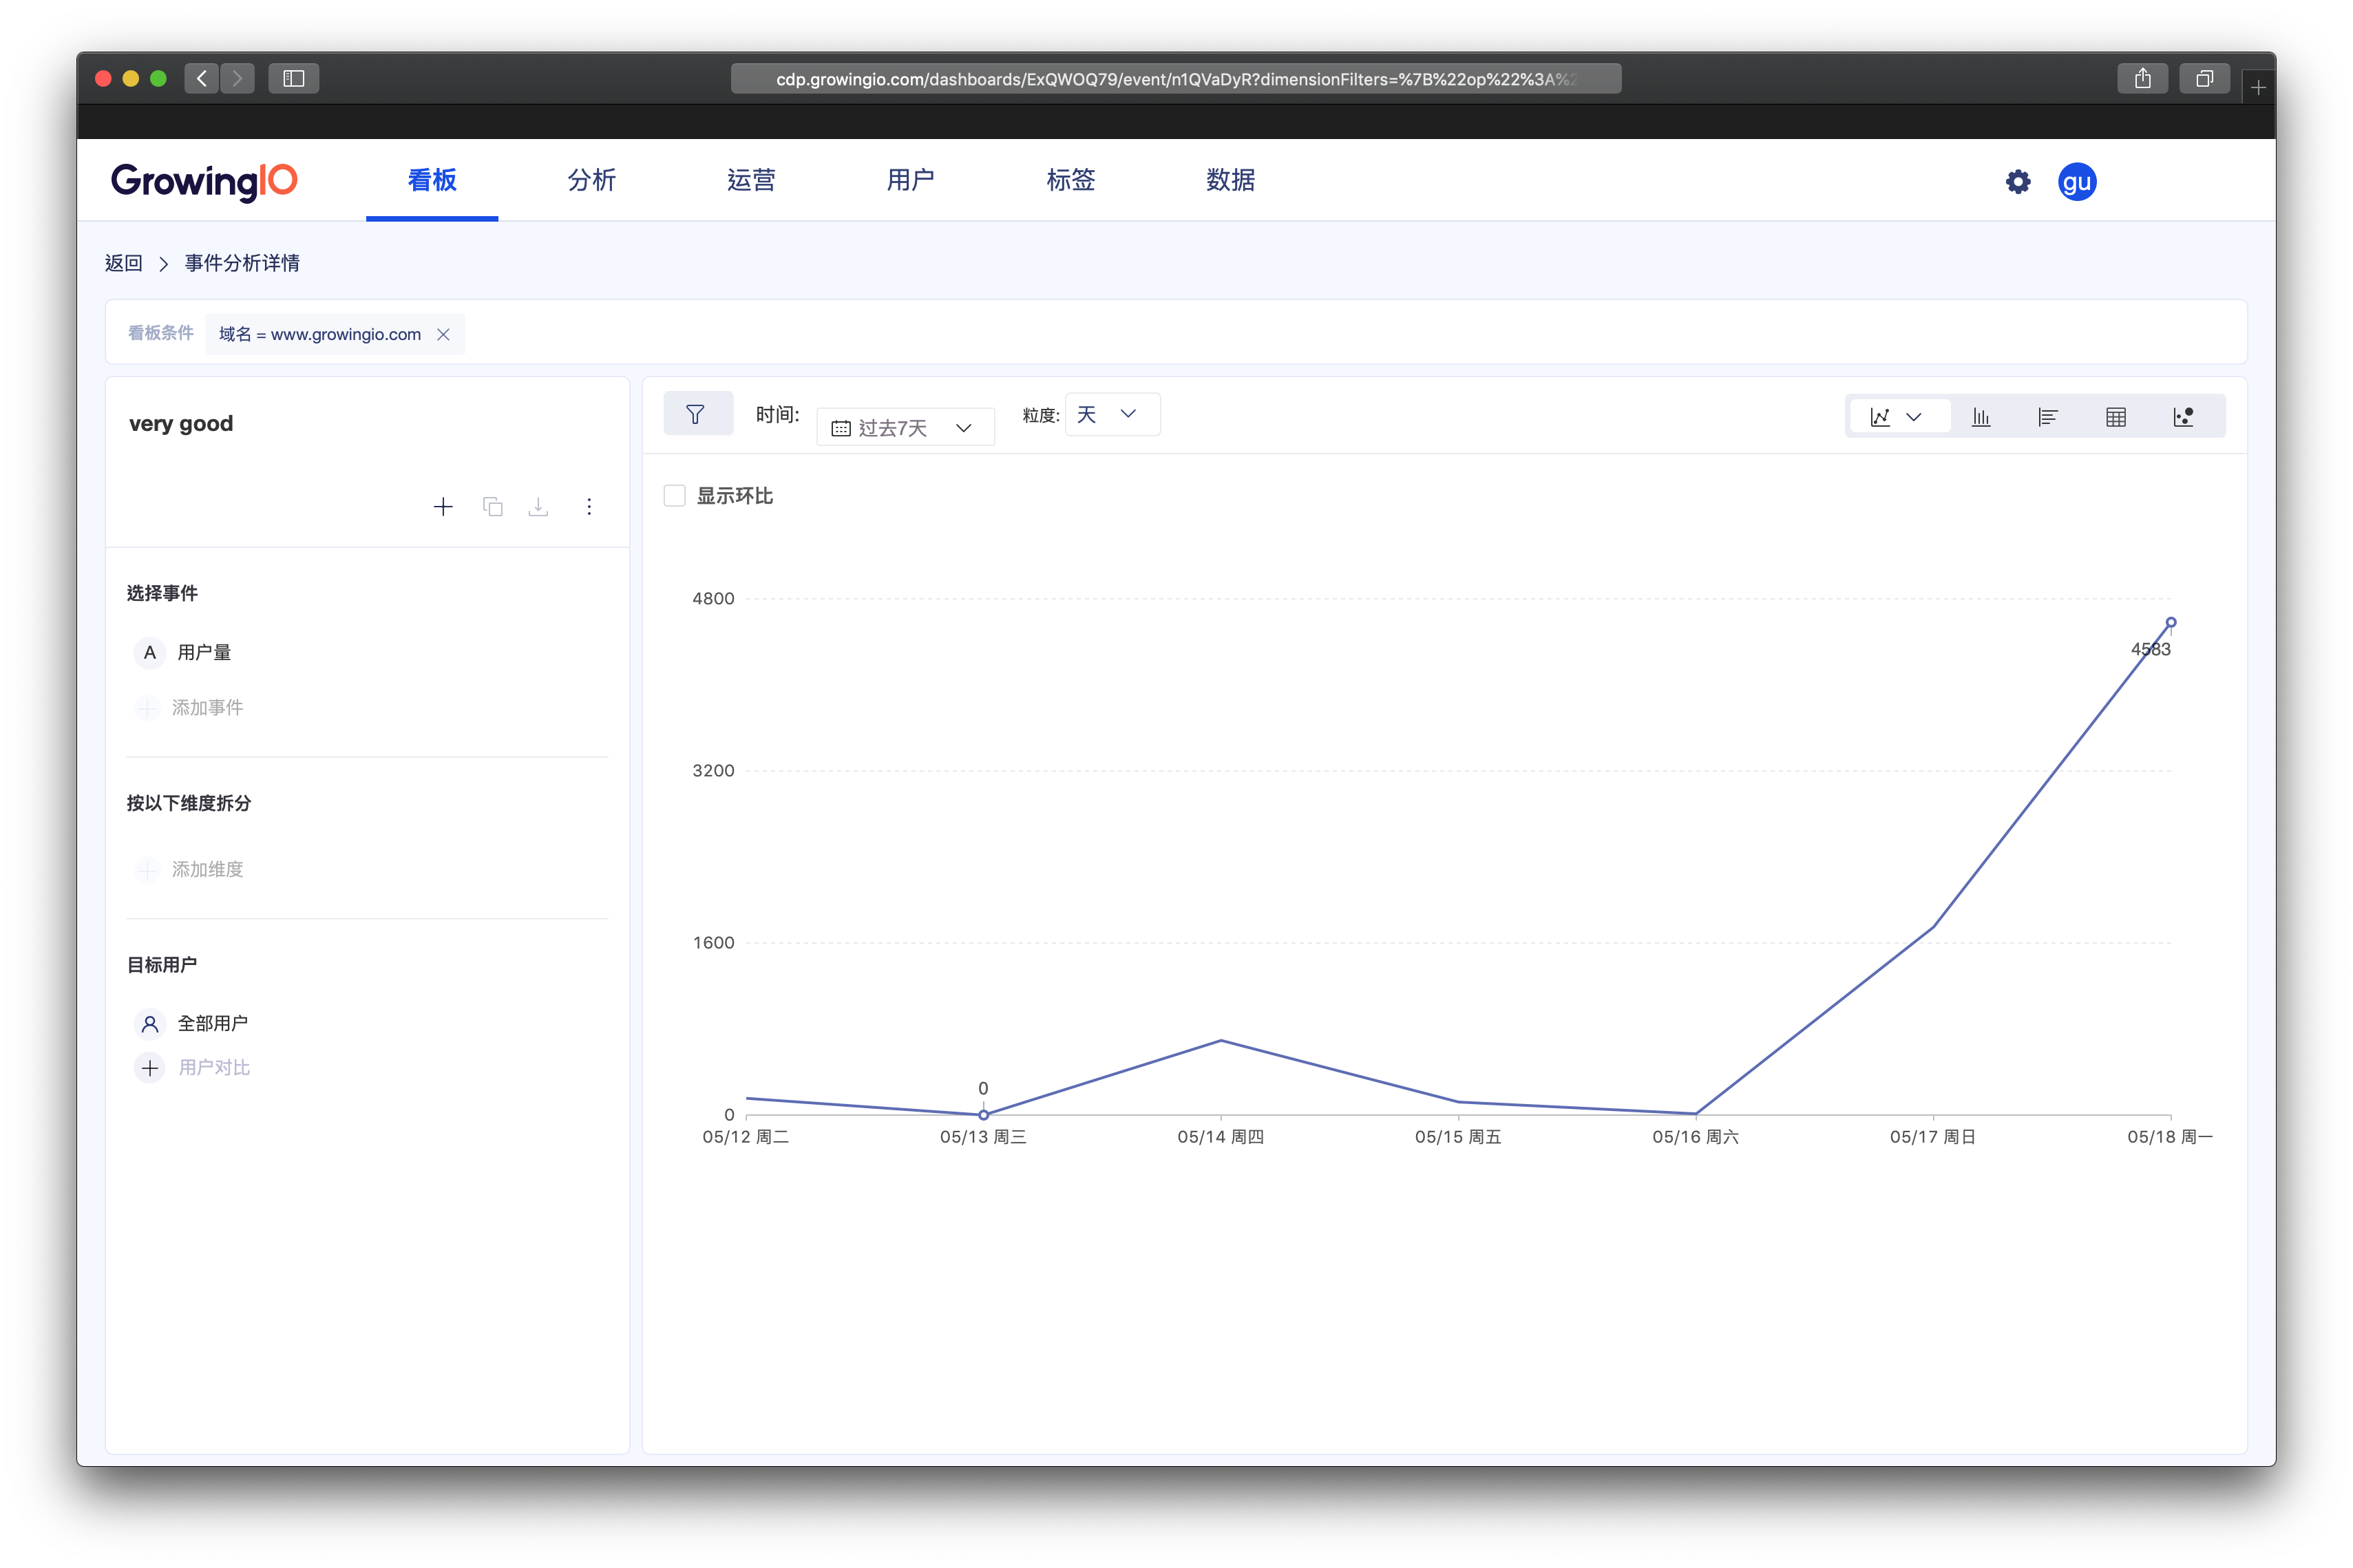 cdp.growingio.com/dashboards/ExQWOQ79/event/n1QVaDyR?dimensionFilters=%7B%22op%22%3A%2
GrowingIO 看板 分析 运营 用户 标签 数据 gu
返回 > 事件分析详情
看板条件 域名 = www.growingio.com
very good
时间: 过去7天 粒度: 天
显示环比
选择事件
A 用户量
添加事件
按以下维度拆分
添加维度
目标用户
全部用户
用户对比
4800
4583
3200
1600
0
0
05/12 周二 05/13 周三 05/14 周四 05/15 周五 05/16 周六 05/17 周日 05/18 周一